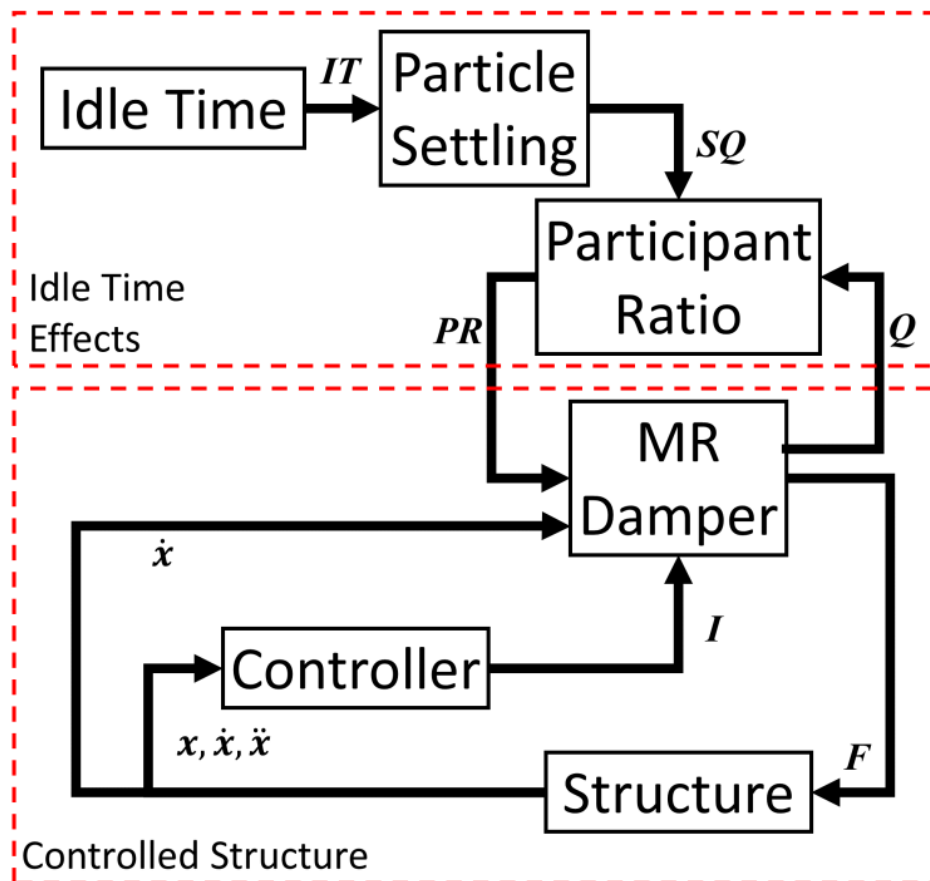 Idle Time
IT
Particle
Settling
SQ
Participant
Ratio
Idle Time
Effects
PR
Q
MR
Damper
ẋ
I
Controller
x, ẋ, ẍ
F
Structure
Controlled Structure